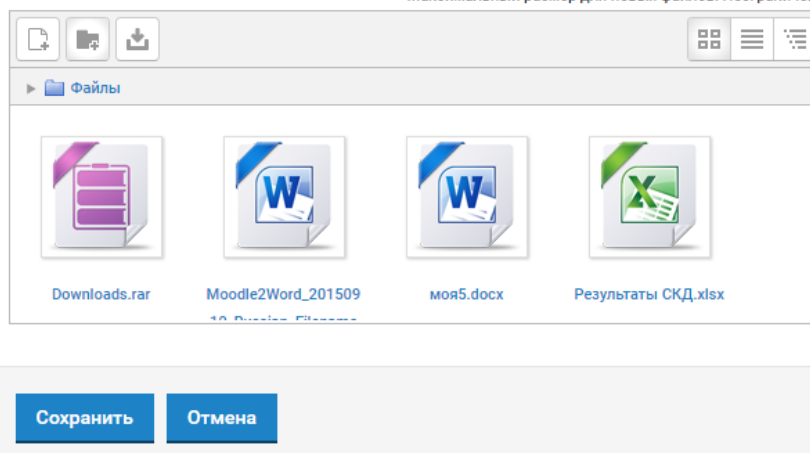 Файлы
Downloads.rar
Moodle2Word_201509
моя5.docx
Результаты СКД.xlsx
Сохранить
Отмена